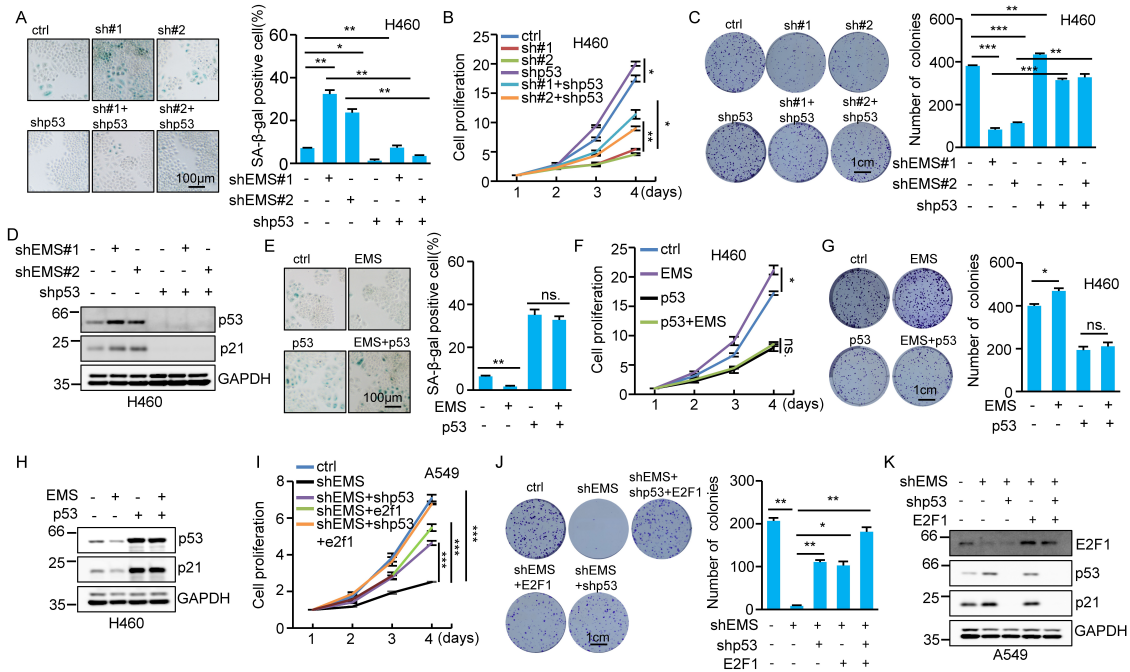 A
ctrl
sh#1
sh#2
shp53
sh#1+
shp53
sh#2+
shp53
100μm
SA-β-gal positive cell(%)
80
60
40
20
0
H460
**
*
**
**
**
shEMS#1 - + - - + -
shEMS#2 - - + - - +
shp53 - - - + + +
B
Cell proliferation
25
20
15
10
5
0
H460
ctrl
sh#1
sh#2
shp53
sh#1+shp53
sh#2+shp53
*
**
*
1 2 3 4 (days)
C
ctrl
sh#1
sh#2
shp53
sh#1+
shp53
sh#2+
shp53
1cm
Number of colonies
600
400
200
0
H460
**
***
***
**
**
***
shEMS#1 - + - - + -
shEMS#2 - - + - - +
shp53 - - - + + +
D
shEMS#1 - + - - + -
shEMS#2 - - + - - +
shp53 - - - + + +
66
25
35
p53
p21
GAPDH
H460
E
ctrl
EMS
p53
EMS+p53
100μm
SA-β-gal positive cell(%)
60
40
20
0
**
ns.
EMS - + - +
p53 - - + +
F
Cell proliferation
25
20
15
10
5
0
H460
ctrl
EMS
p53
p53+EMS
*
ns.
1 2 3 4 (days)
G
ctrl
EMS
p53
EMS+p53
1cm
Number of colonies
600
400
200
0
H460
*
ns.
EMS - + - +
p53 - - + +
H
EMS - + - +
p53 - - + +
66
25
35
p53
p21
GAPDH
H460
I
Cell proliferation
8
6
4
2
0
A549
ctrl
shEMS
shEMS+shp53
shEMS+e2f1
shEMS+shp53
+e2f1
***
***
***
1 2 3 4 (days)
J
ctrl
shEMS
shEMS+
shp53+E2F1
shEMS
+E2F1
shEMS
+shp53
1cm
Number of colonies
300
200
100
0
**
**
*
**
shEMS - + + + +
shp53 - - + - +
E2F1 - - - + +
K
shEMS - + + + +
shp53 - - + - +
E2F1 - - - + +
66
66
25
35
E2F1
p53
p21
GAPDH
A549